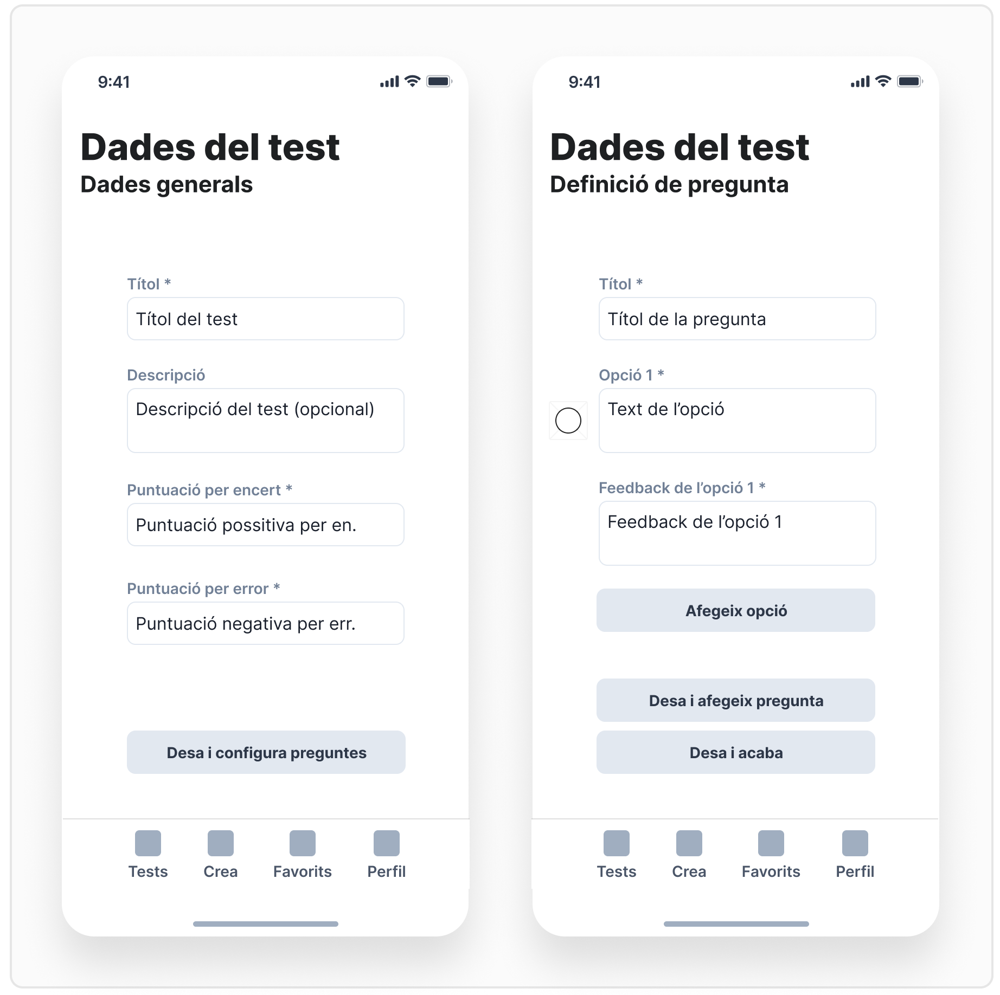 9:41
Dades del test
Dades generals
Títol *
Títol del test
Descripció
Descripció del test (opcional)
Puntuació per encert *
Puntuació possitiva per en.
Puntuació per error *
Puntuació negativa per err.
Desa i configura preguntes
Tests Crea Favorits Perfil
9:41
Dades del test
Definició de pregunta
Títol *
Títol de la pregunta
Opció 1 *
Text de l’opció
Feedback de l’opció 1 *
Feedback de l’opció 1
Afegeix opció
Desa i afegeix pregunta
Desa i acaba
Tests Crea Favorits Perfil